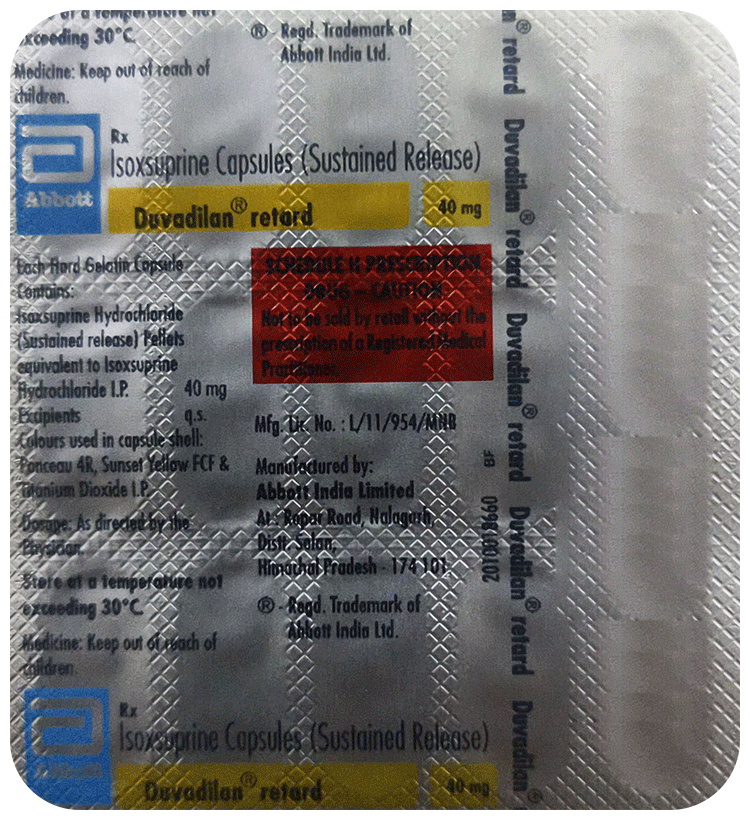 exceeding 30°C.
Medicine: Keep out of reach of
children.
® - Regd. Trademark of
Abbott India Ltd.
Abbott
Rx
Isoxsuprine Capsules (Sustained Release)
Duvadilan® retard
40 mg
Each Hard Gelatin Capsule
Contains:
Isoxsuprine Hydrochloride
(Sustained release) Pellets
equivalent to Isoxsuprine
Hydrochloride I.P. 40 mg
Excipients q.s.
Colours used in capsule shell:
Ponceau 4R, Sunset Yellow FCF &
Titanium Dioxide I.P.
Dosage: As directed by the
Physician.
Store at a temperature not
exceeding 30°C.
Medicine: Keep out of reach of
children.
SCHEDULE H PRESCRIPTION
DRUG – CAUTION
Not to be sold by retail without the
prescription of a Registered Medical
Practitioner.
Mfg. Lic. No. : L/11/954/MNB
Manufactured by:
Abbott India Limited
At : Ropar Road, Nalagarh,
Distt. Solan,
Himachal Pradesh - 174 101.
® - Regd. Trademark of
Abbott India Ltd.
BF
Duvadilan® retard Duvadilan® retard Duvadilan® retard Duvadilan®
Rx
Isoxsuprine Capsules (Sustained Release)
Duvadilan® retard
40 mg